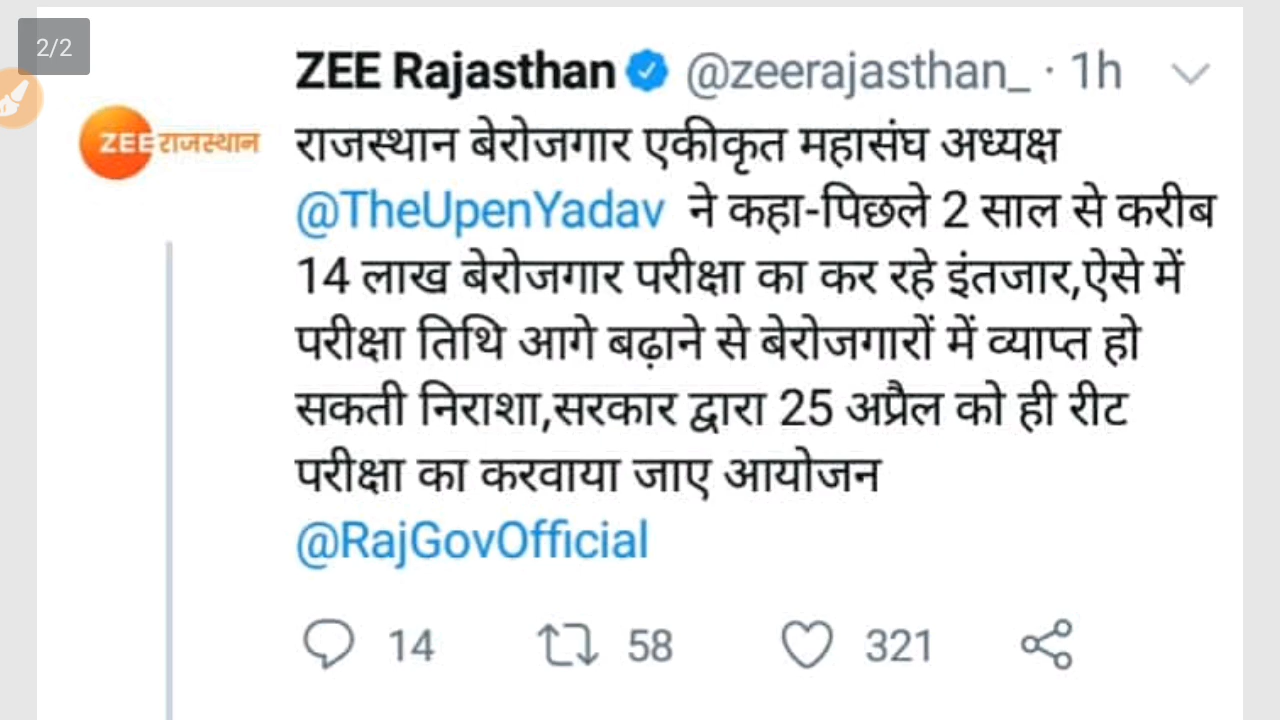 2/2
ZEE Rajasthan @zeerajasthan_ · 1h
ZEE राजस्थान
राजस्थान बेरोजगार एकीकृत महासंघ अध्यक्ष
@TheUpenYadav ने कहा-पिछले 2 साल से करीब
14 लाख बेरोजगार परीक्षा का कर रहे इंतजार,ऐसे में
परीक्षा तिथि आगे बढ़ाने से बेरोजगारों में व्याप्त हो
सकती निराशा,सरकार द्वारा 25 अप्रैल को ही रीट
परीक्षा का करवाया जाए आयोजन
@RajGovOfficial
14 58 321